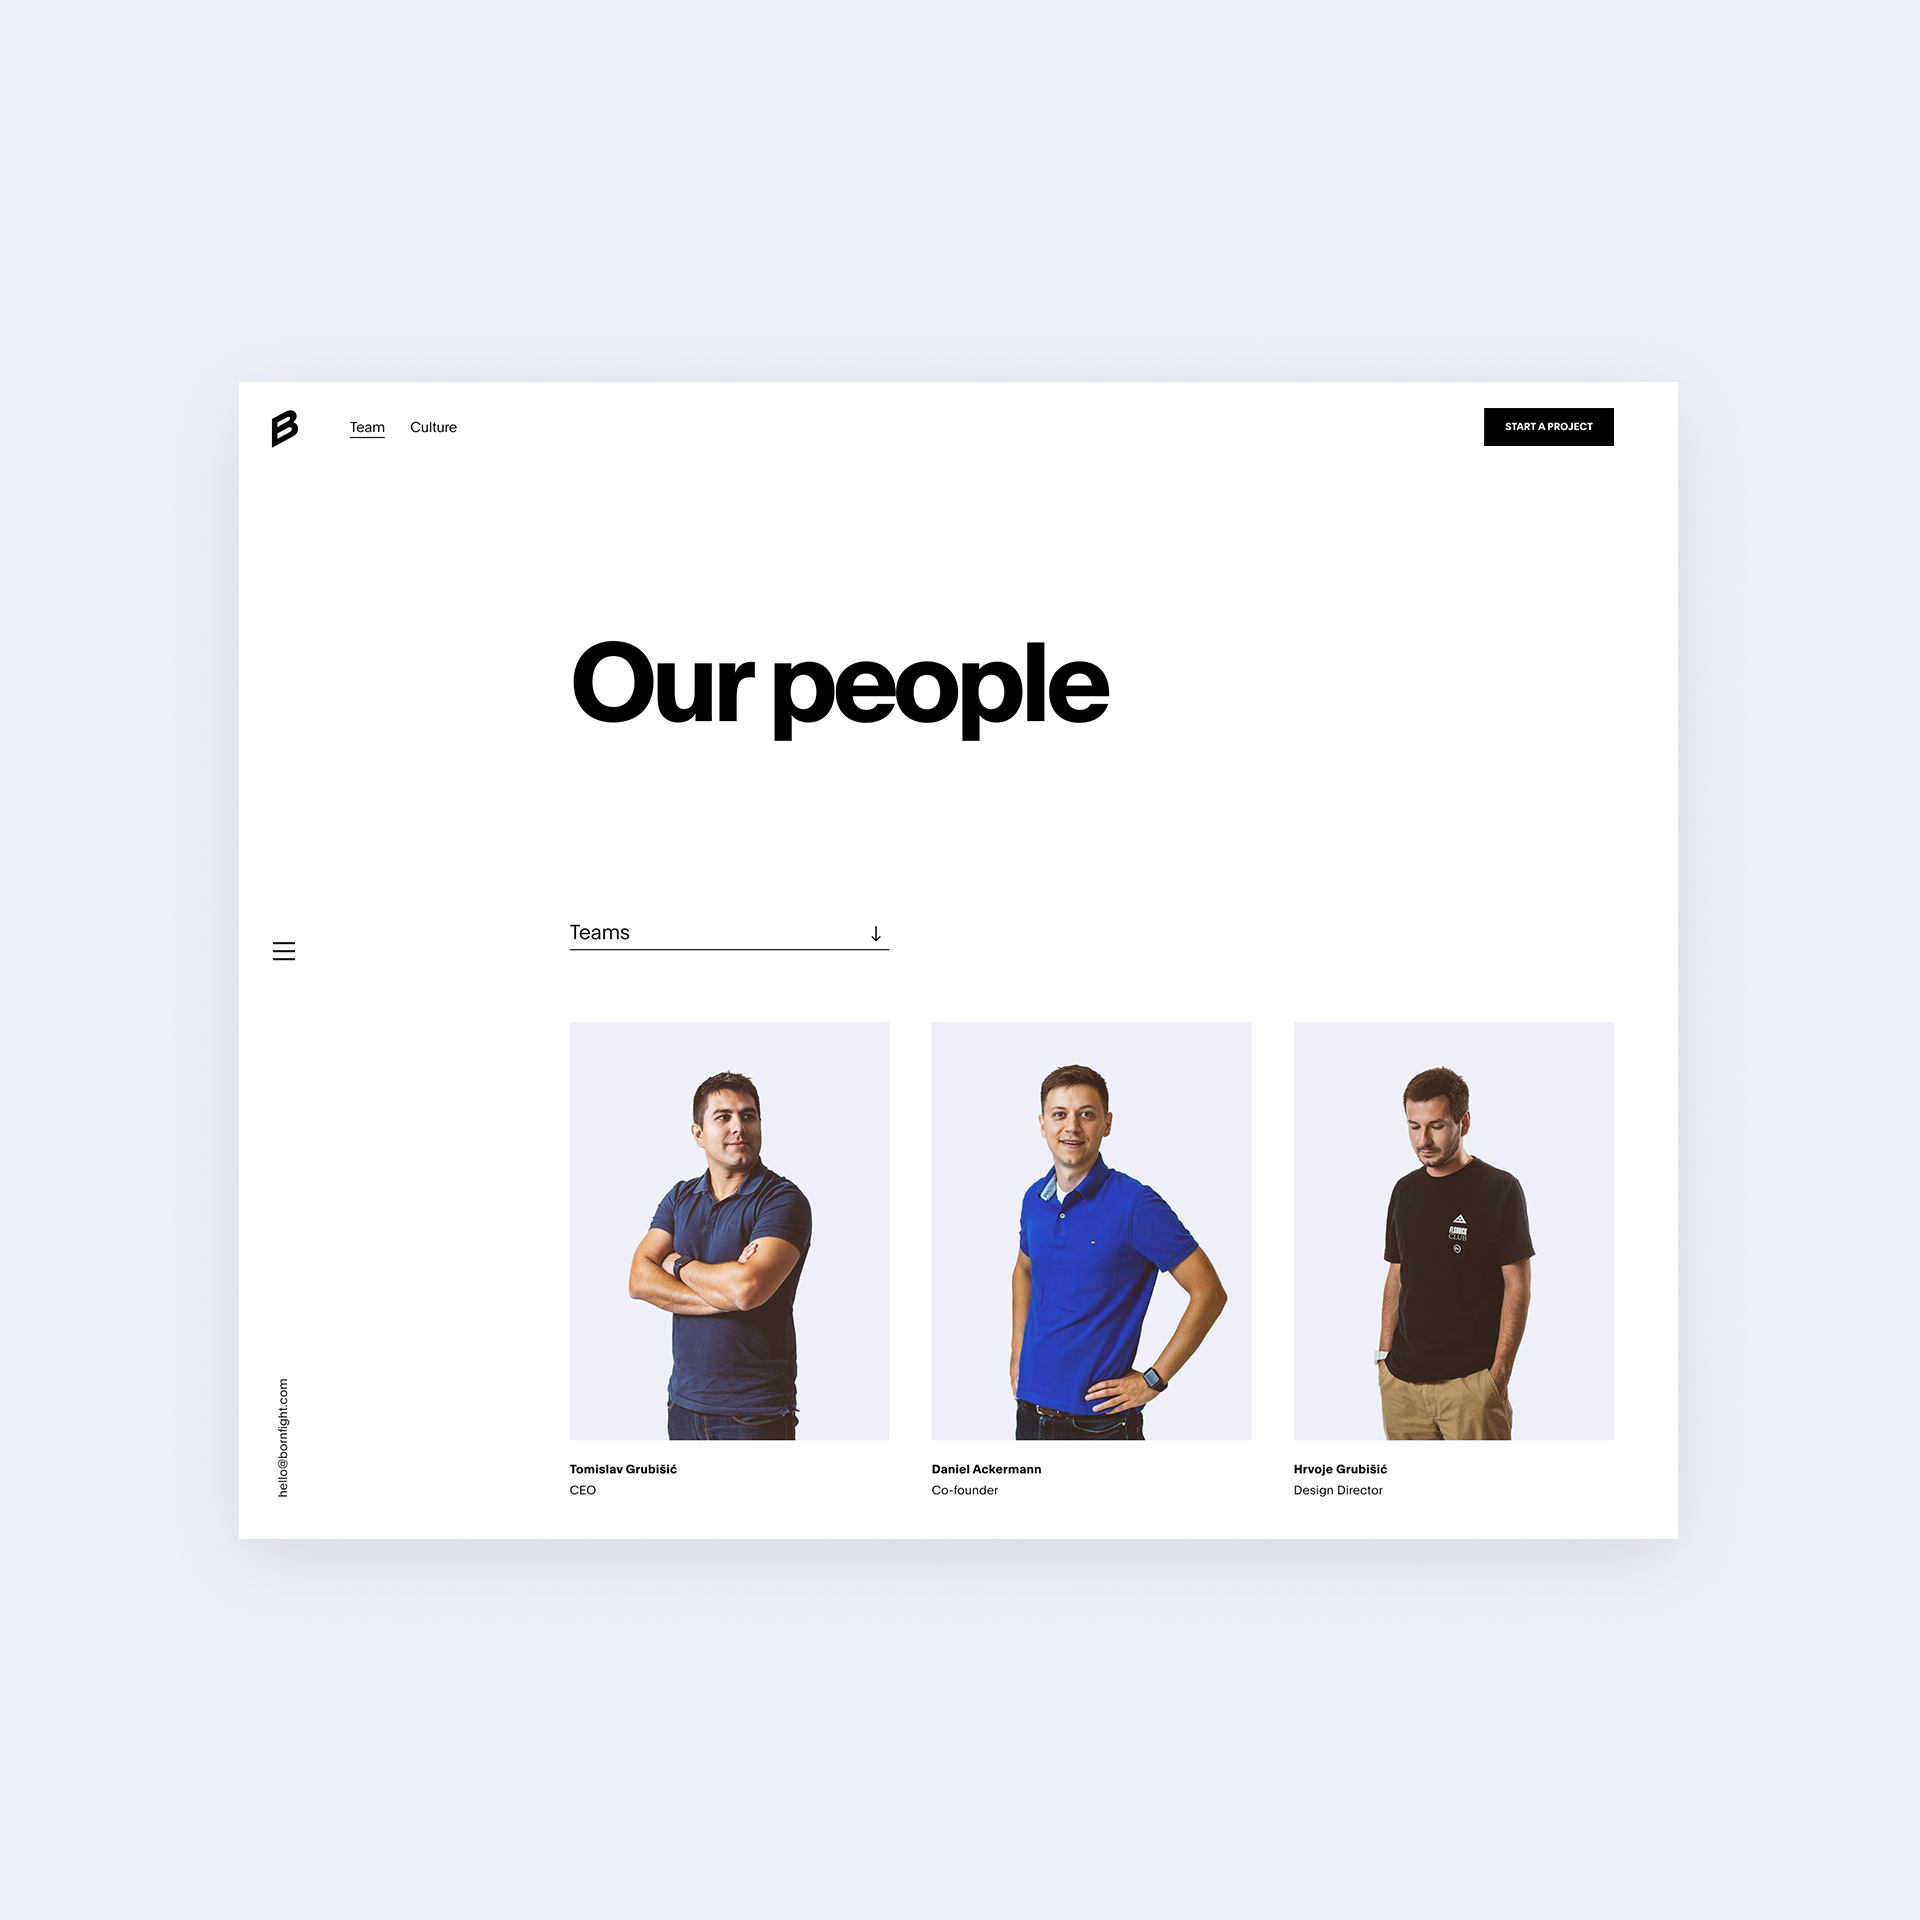 B
Team
Culture
START A PROJECT
Our people
Teams
hello@bornfight.com
CLUB
Tomislav Grubišić
CEO
Daniel Ackermann
Co-founder
Hrvoje Grubišić
Design Director